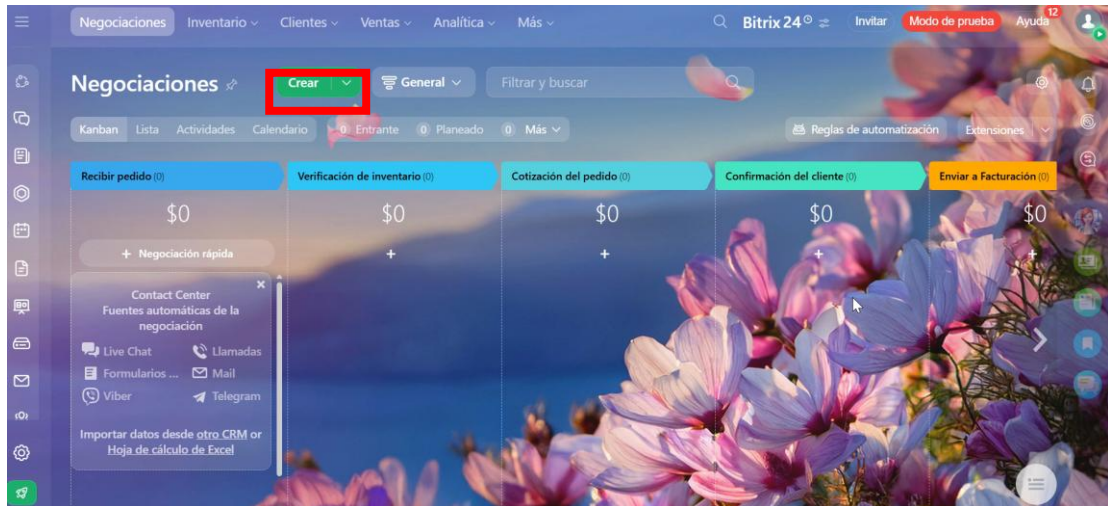 Negociaciones Inventario Clientes Ventas Analítica Más Bitrix 24 Invitar Modo de prueba Ayuda 12
Negociaciones Crear General Filtrar y buscar
Kanban Lista Actividades Calendario 0 Entrante 0 Planeado 0 Más Reglas de automatización Extensiones
Recibir pedido (0) Verificación de inventario (0) Cotización del pedido (0) Confirmación del cliente (0) Enviar a Facturación (0)
$0 $0 $0 $0 $0
+ Negociación rápida + + + +
Contact Center
Fuentes automáticas de la
negociación
Live Chat Llamadas
Formularios ... Mail
Viber Telegram
Importar datos desde otro CRM or
Hoja de cálculo de Excel